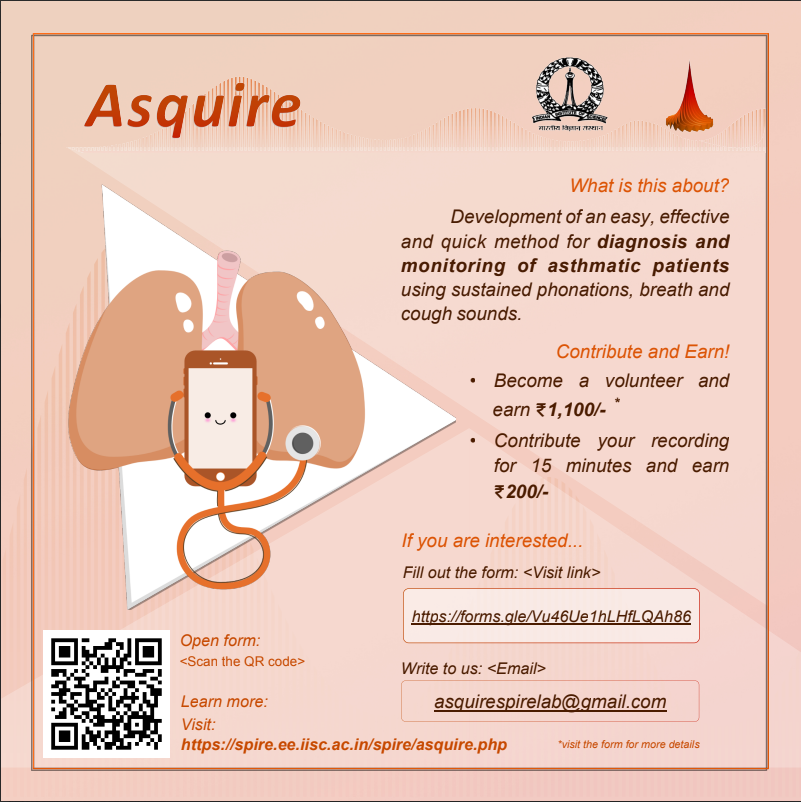 Asquire
भारतीय विज्ञान संस्थान
What is this about?
Development of an easy, effective
and quick method for diagnosis and
monitoring of asthmatic patients
using sustained phonations, breath and
cough sounds.
Contribute and Earn!
• Become a volunteer and
earn ₹1,100/- *
• Contribute your recording
for 15 minutes and earn
₹200/-
If you are interested...
Fill out the form: <Visit link>
https://forms.gle/Vu46Ue1hLHfLQAh86
Write to us: <Email>
asquirespirelab@gmail.com
*visit the form for more details
Open form:
<Scan the QR code>
Learn more:
Visit:
https://spire.ee.iisc.ac.in/spire/asquire.php